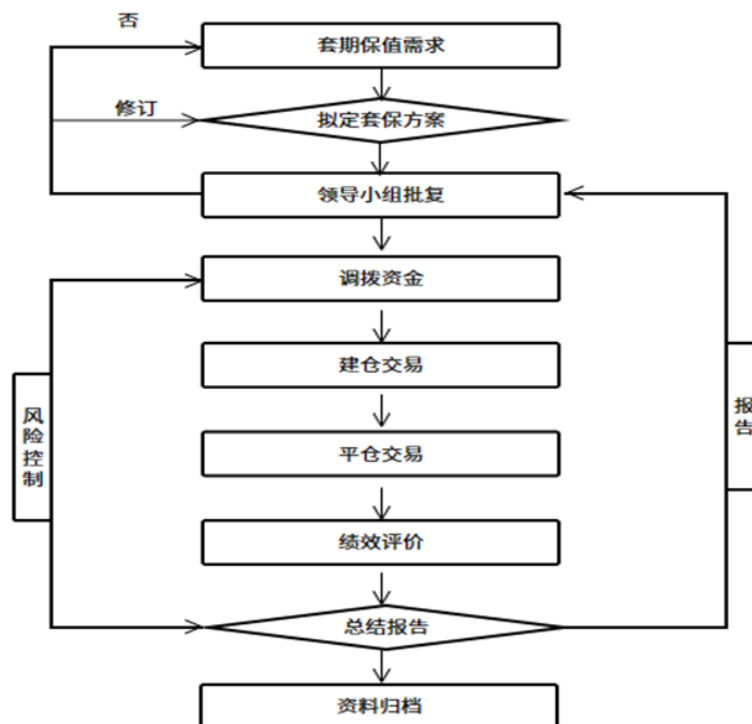 否
套期保值需求
修订
拟定套保方案
领导小组批复
调拨资金
建仓交易
风险控制
报告
平仓交易
绩效评价
总结报告
资料归档